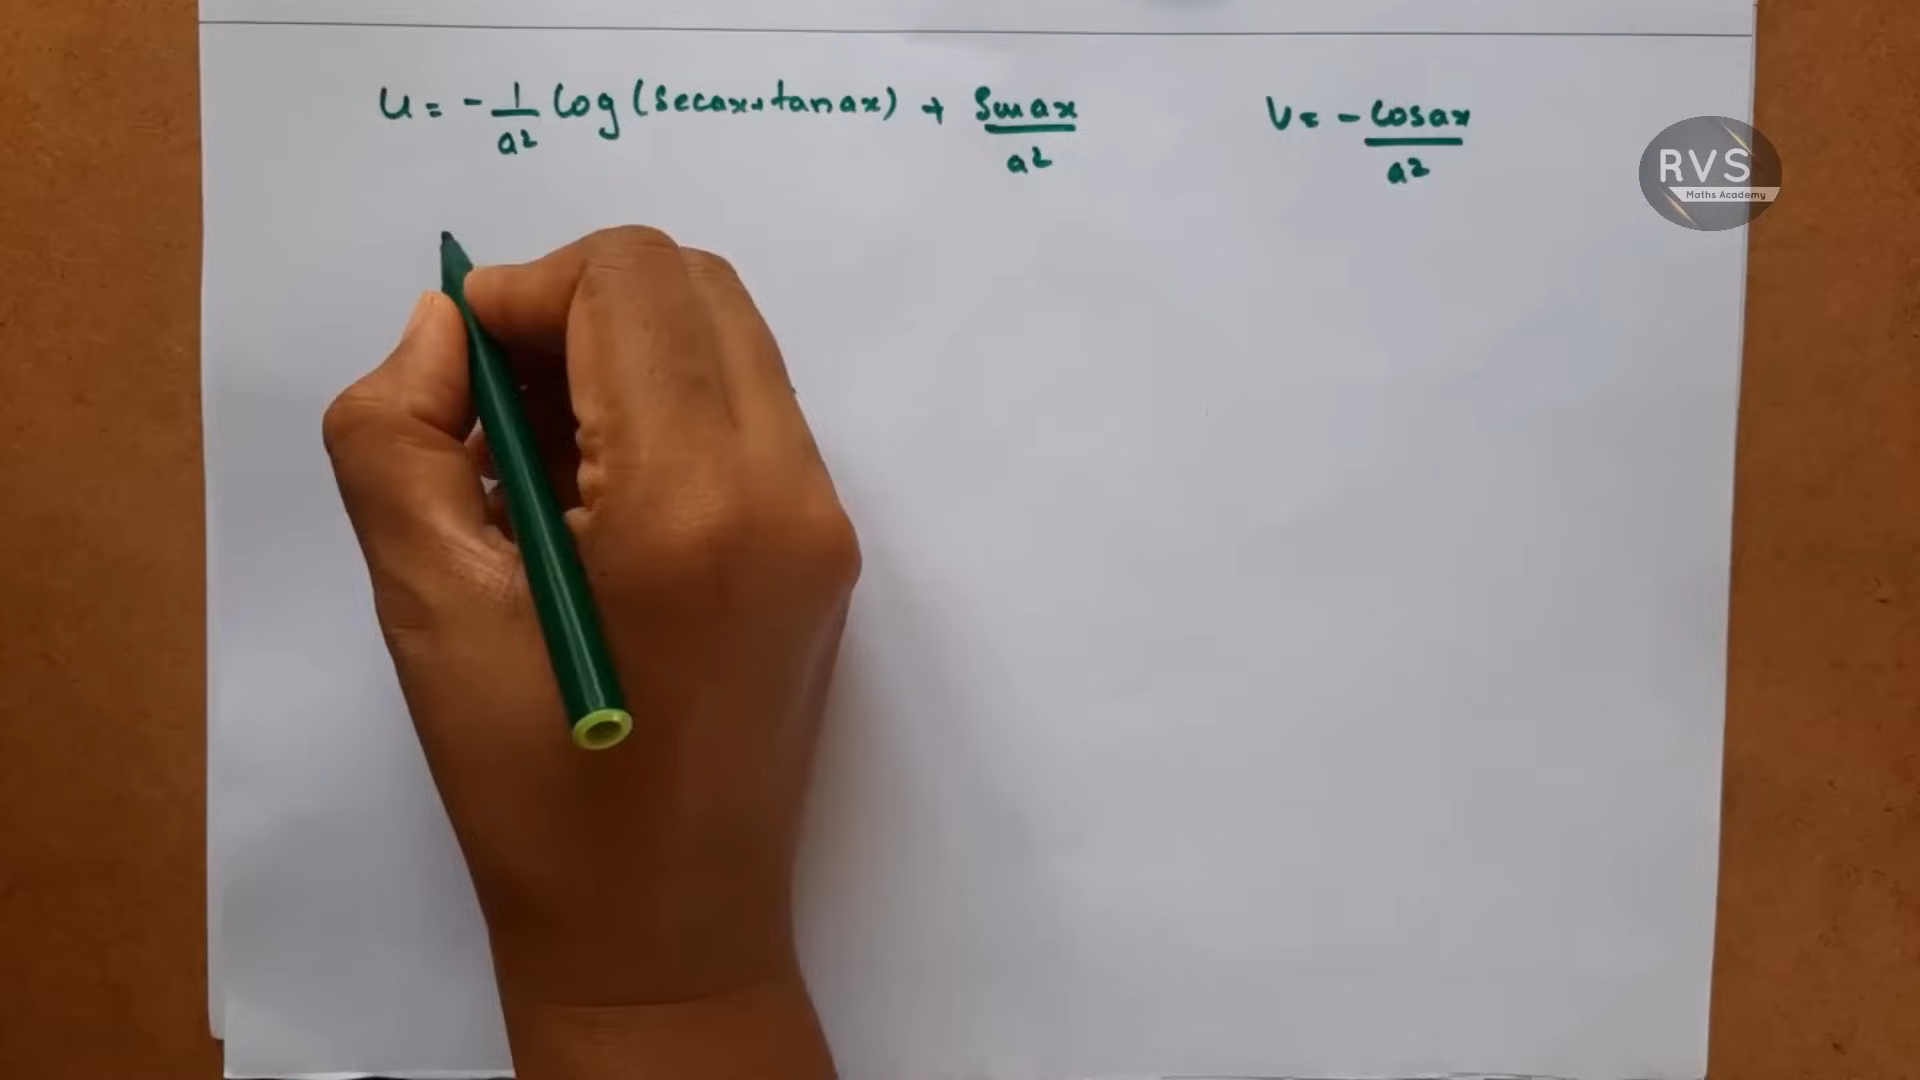 u = - 1/a² log (secax + tanax) + Sinax/a²
V = - cosax/a²
RVS
Maths Academy